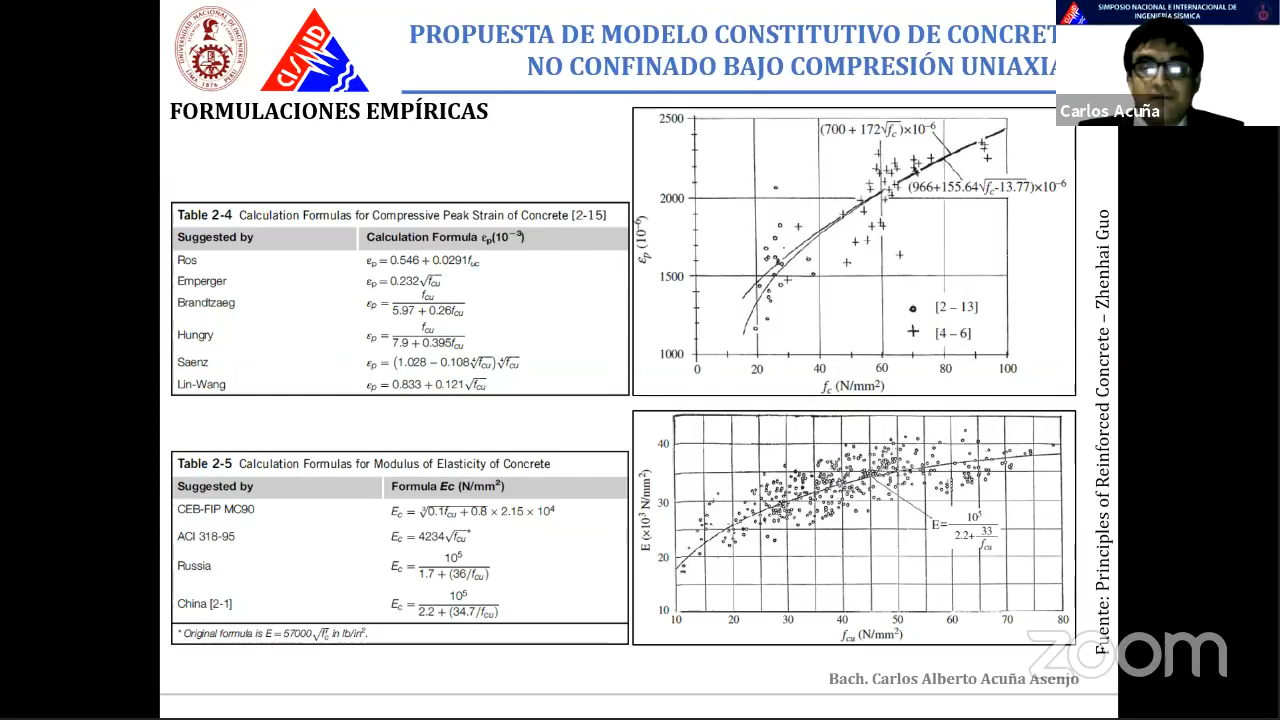 SIMPOSIO NACIONAL E INTERNACIONAL DE
INGENIERÍA SÍSMICA
PROPUESTA DE MODELO CONSTITUTIVO DE CONCRET
NO CONFINADO BAJO COMPRESIÓN UNIAXIA
Carlos Acuña
UNIVERSIDAD NACIONAL DE INGENIERIA
LIMA PERU
1876
CISMID
FORMULACIONES EMPÍRICAS
Table 2-4 Calculation Formulas for Compressive Peak Strain of Concrete [2-15]
Suggested by Calculation Formula εp(10⁻³)
Ros εp = 0.546 + 0.0291fuc
Emperger εp = 0.232√fcu
Brandtzaeg εp = fcu / 5.97 + 0.26fcu
Hungry εp = fcu / 7.9 + 0.395fcu
Saenz εp = (1.028 − 0.108∜fcu)∜fcu
Lin-Wang εp = 0.833 + 0.121√fcu
2500
2000
1500
1000
εp (10⁻⁶)
(700 + 172√fc)×10⁻⁶
(966+155.64√fc-13.77)×10⁻⁶
[2 – 13]
[4 – 6]
0 20 40 60 80 100
fc (N/mm²)
Table 2-5 Calculation Formulas for Modulus of Elasticity of Concrete
Suggested by Formula Ec (N/mm²)
CEB-FIP MC90 Ec = ∛0.1fcu + 0.8 × 2.15 × 10⁴
ACI 318-95 Ec = 4234√fcu*
Russia Ec = 10⁵ / 1.7 + (36/fcu)
China [2-1] Ec = 10⁵ / 2.2 + (34.7/fcu)
* Original formula is E = 57000√f'c in lb/in².
40
30
20
10
E (×10³ N/mm²)
E= 10⁵ / 2.2+ 33 / fcu
10 20 30 40 50 60 70 80
fcu (N/mm²)
Fuente: Principles of Reinforced Concrete – Zhenhai Guo
zoom
Bach. Carlos Alberto Acuña Asenjo